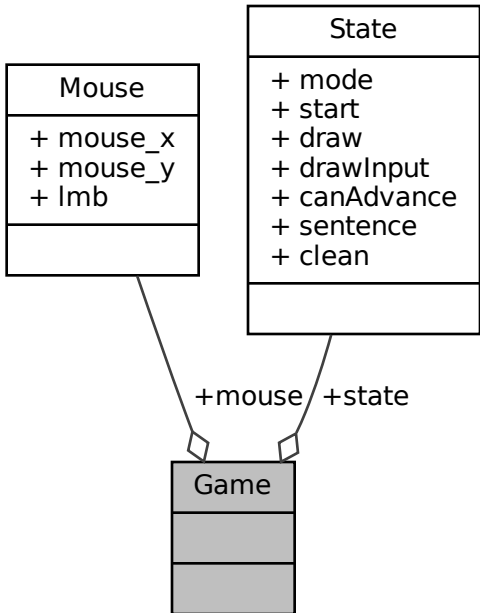 State
+ mode
+ start
+ draw
+ drawInput
+ canAdvance
+ sentence
+ clean
Mouse
+ mouse_x
+ mouse_y
+ lmb
+mouse
+state
Game